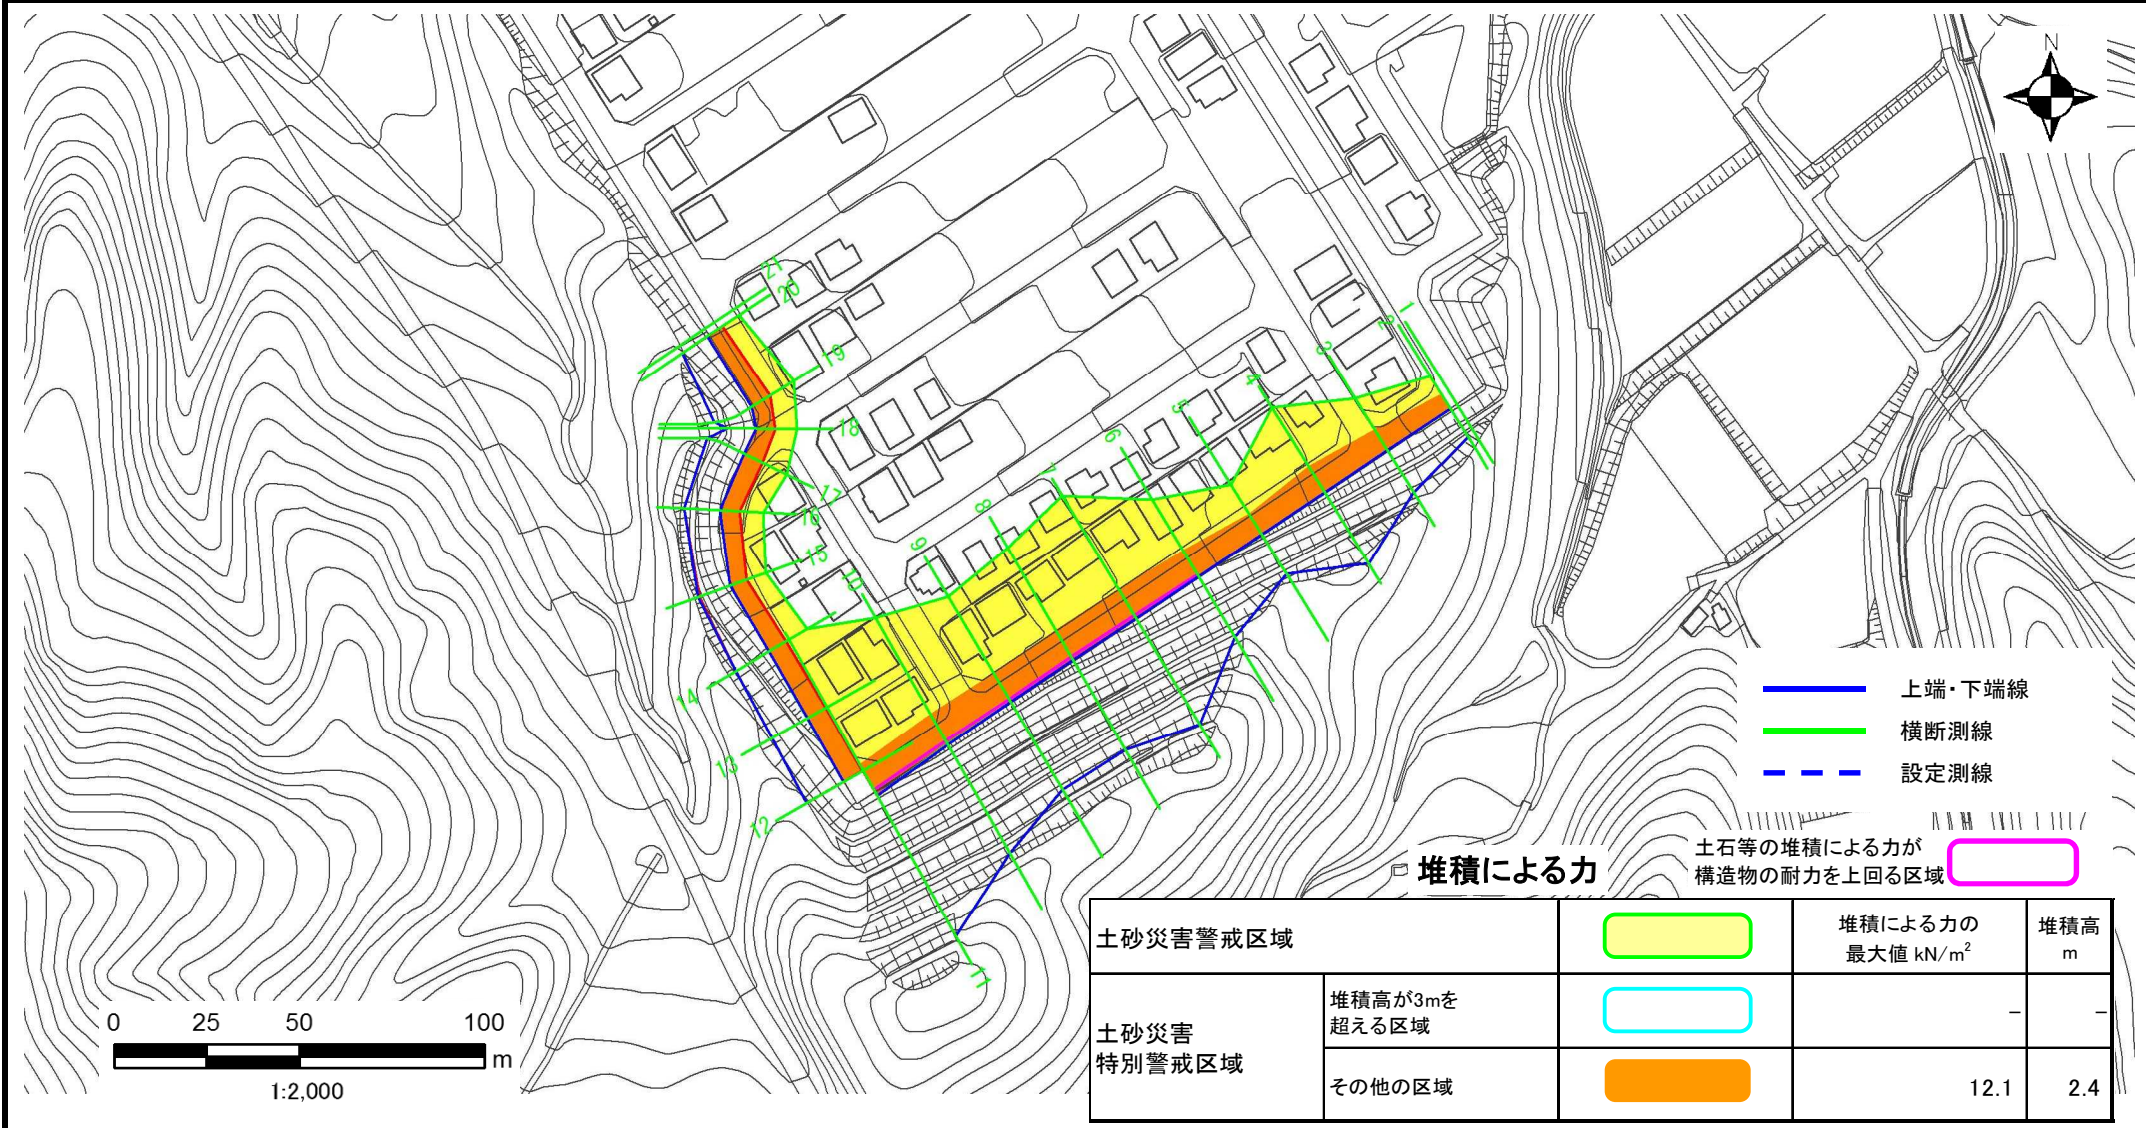 N
21
20
19
18
17
16
15
14
13
12
11
10
9
8
7
6
5
4
3
2
1
上端・下端線
横断測線
設定測線
土石等の堆積による力が
構造物の耐力を上回る区域
堆積による力
土砂災害警戒区域
堆積による力の
最大値 kN/m²
堆積高
m
土砂災害
特別警戒区域
堆積高が3mを
超える区域
－
－
その他の区域
12.1
2.4
0 25 50 100
m
1:2,000